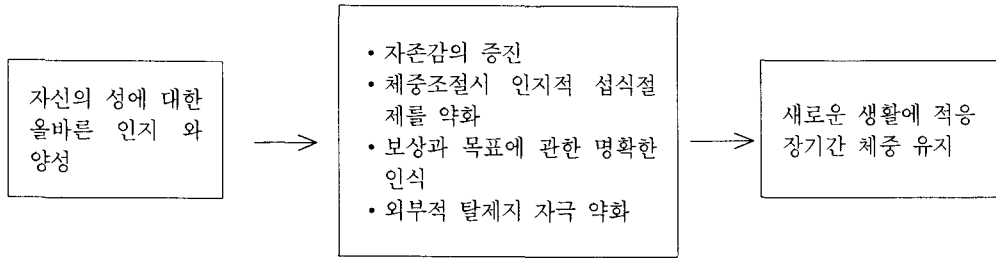 자신의 성에 대한
올바른 인지 와
양성
• 자존감의 증진
• 체중조절시 인지적 섭식절
제를 약화
• 보상과 목표에 관한 명확한
인식
• 외부적 탈제지 자극 약화
새로운 생활에 적응
장기간 체중 유지